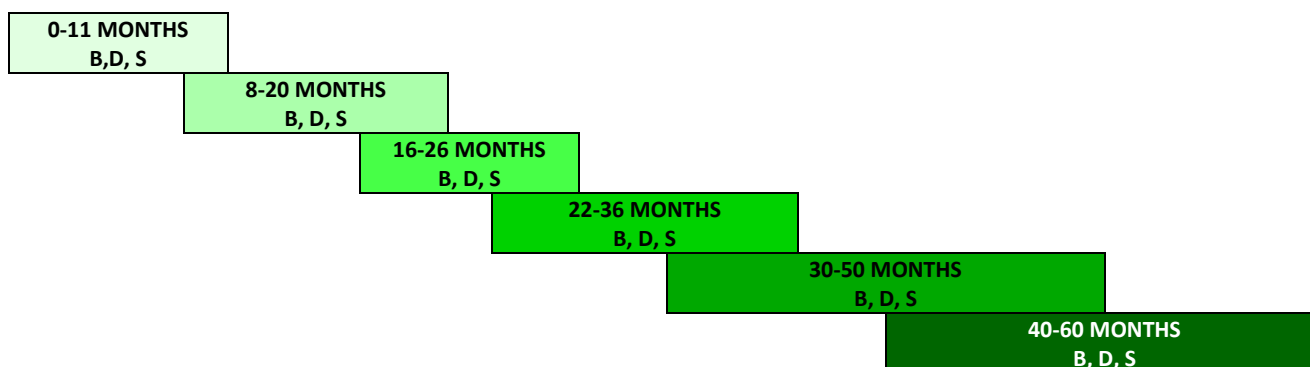 0-11 MONTHS
B,D, S
8-20 MONTHS
B, D, S
16-26 MONTHS
B, D, S
22-36 MONTHS
B, D, S
30-50 MONTHS
B, D, S
40-60 MONTHS
B, D, S